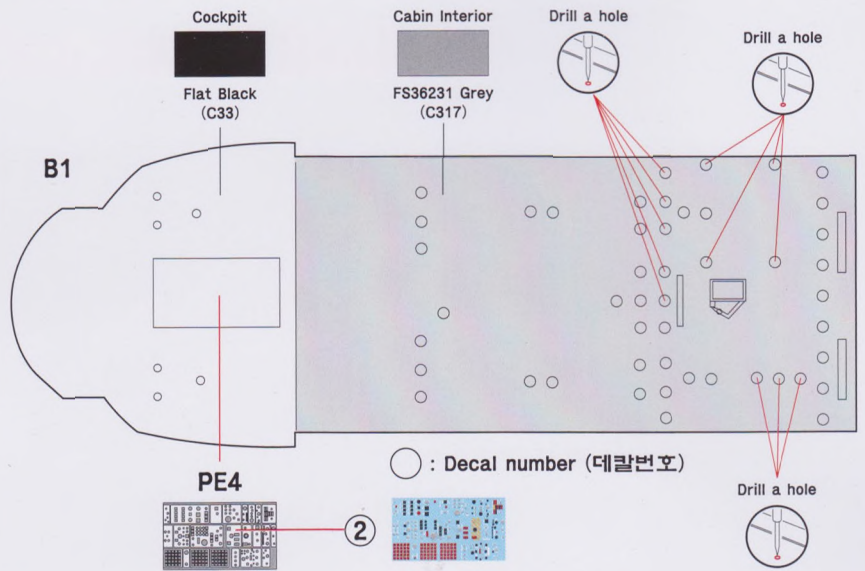 Cockpit
Cabin Interior
Drill a hole
Drill a hole
Flat Black
(C33)
FS36231 Grey
(C317)
B1
: Decal number (데칼번호)
PE4
2
Drill a hole